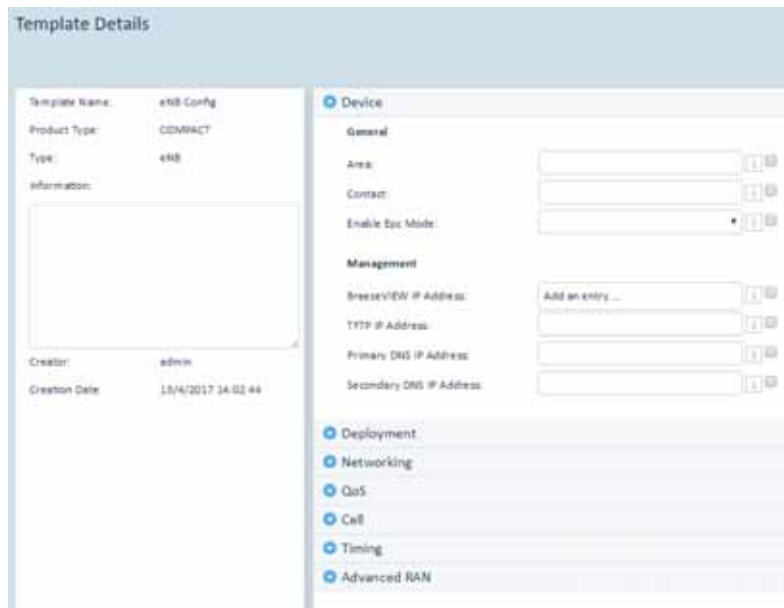 Template Details
Template Name: eNB Config
Product Type: COMPACT
Type: eNB
Information:
Creator: admin
Creation Date: 13/4/2017 14:02:44
Device
General
Area:
Contact:
Enable Epc Mode:
Management
BreezeVIEW IP Address: Add an entry ...
TFTP IP Address:
Primary DNS IP Address:
Secondary DNS IP Address:
Deployment
Networking
QoS
Cell
Timing
Advanced RAN